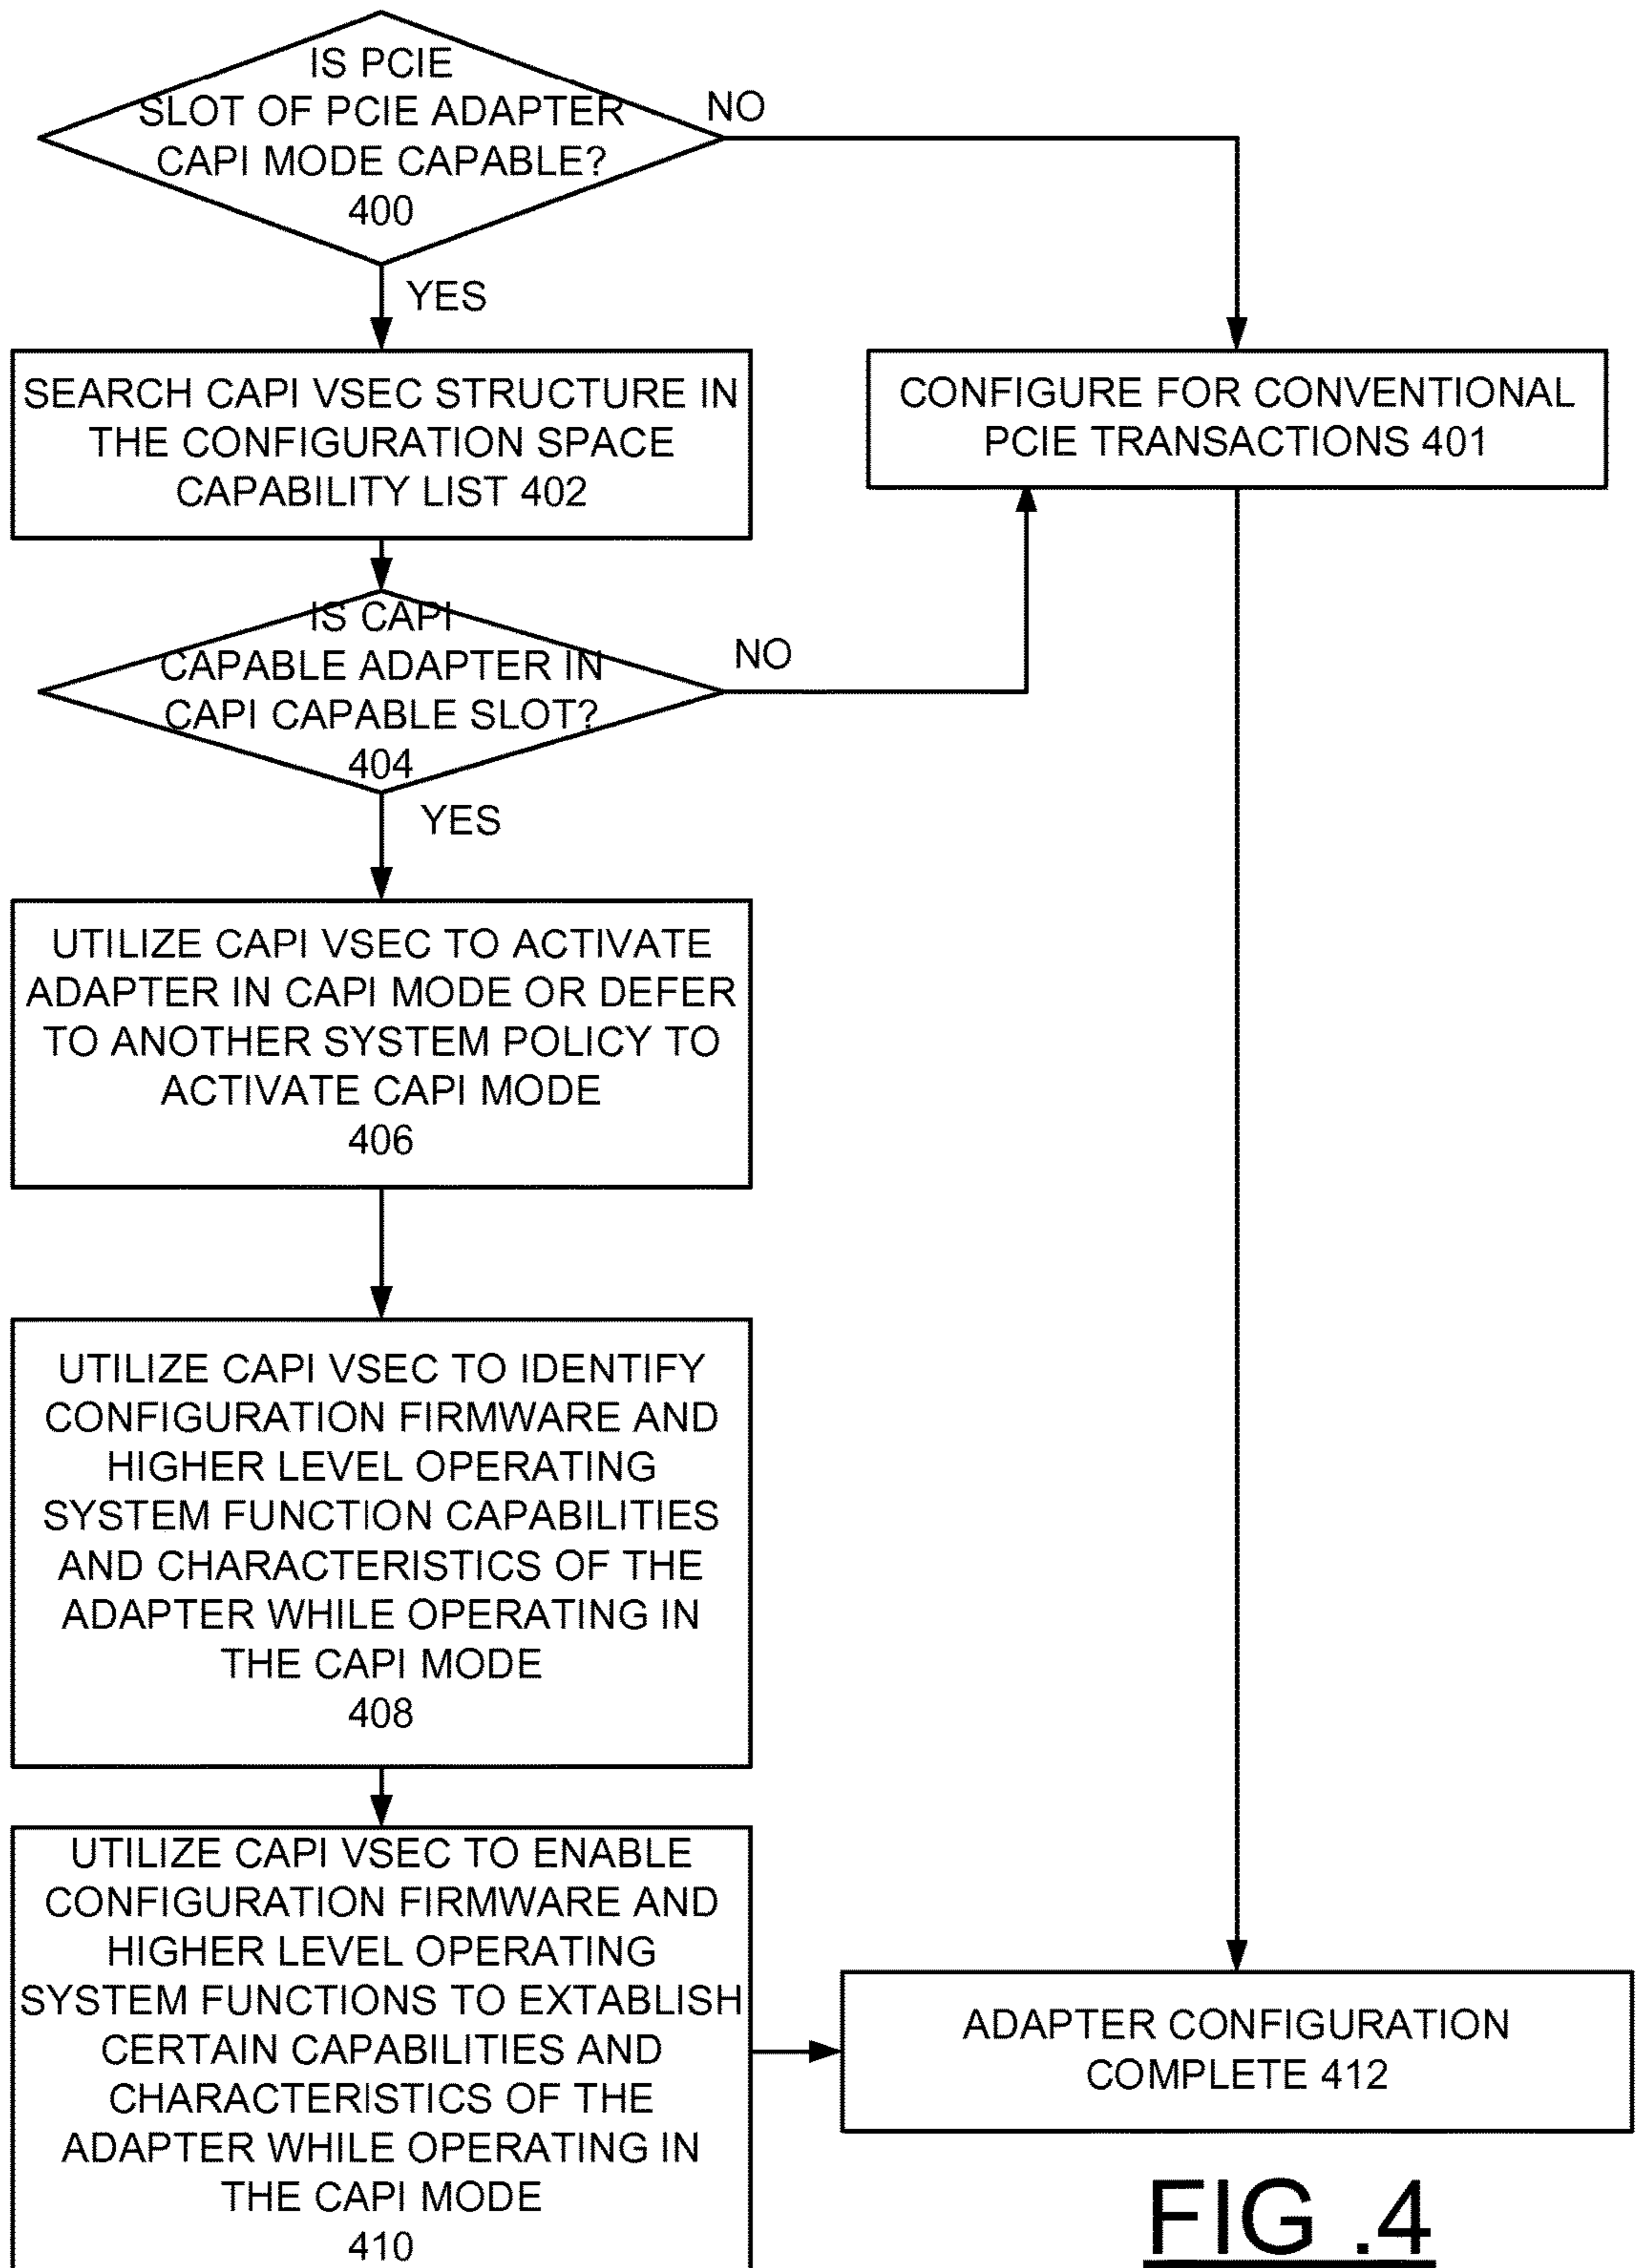 IS PCIE
SLOT OF PCIE ADAPTER
CAPI MODE CAPABLE?
400
NO
YES
SEARCH CAPI VSEC STRUCTURE IN
THE CONFIGURATION SPACE
CAPABILITY LIST 402
CONFIGURE FOR CONVENTIONAL
PCIE TRANSACTIONS 401
IS CAPI
CAPABLE ADAPTER IN
CAPI CAPABLE SLOT?
404
NO
YES
UTILIZE CAPI VSEC TO ACTIVATE
ADAPTER IN CAPI MODE OR DEFER
TO ANOTHER SYSTEM POLICY TO
ACTIVATE CAPI MODE
406
UTILIZE CAPI VSEC TO IDENTIFY
CONFIGURATION FIRMWARE AND
HIGHER LEVEL OPERATING
SYSTEM FUNCTION CAPABILITIES
AND CHARACTERISTICS OF THE
ADAPTER WHILE OPERATING IN
THE CAPI MODE
408
UTILIZE CAPI VSEC TO ENABLE
CONFIGURATION FIRMWARE AND
HIGHER LEVEL OPERATING
SYSTEM FUNCTIONS TO EXTABLISH
CERTAIN CAPABILITIES AND
CHARACTERISTICS OF THE
ADAPTER WHILE OPERATING IN
THE CAPI MODE
410
ADAPTER CONFIGURATION
COMPLETE 412
FIG .4